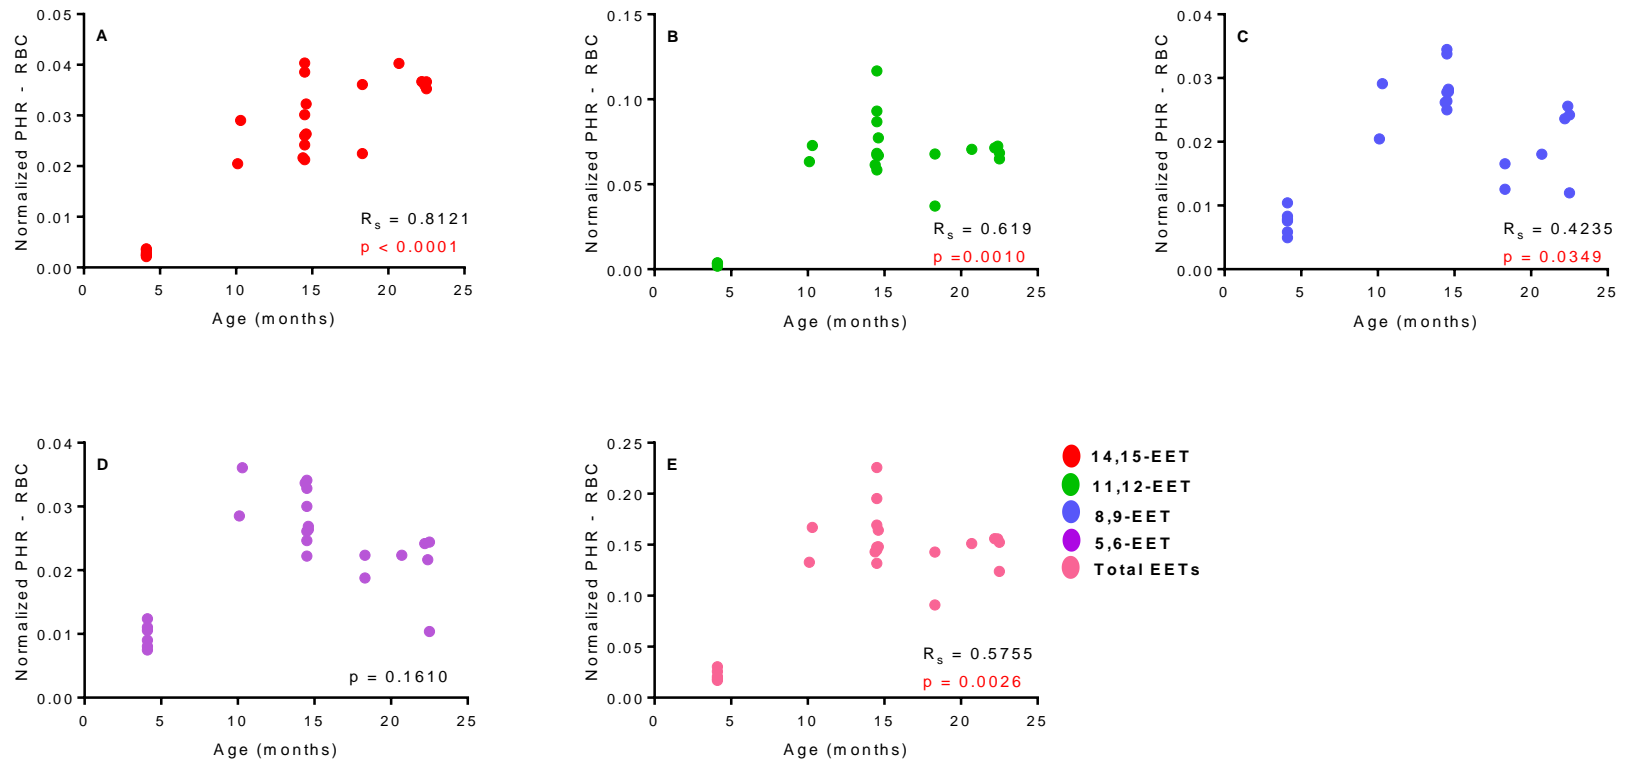 A
Normalized PHR - RBC
0.05
0.04
0.03
0.02
0.01
0.00
Rs = 0.8121
p < 0.0001
0 5 10 15 20 25
Age (months)
B
Normalized PHR - RBC
0.15
0.10
0.05
0.00
Rs = 0.619
p =0.0010
0 5 10 15 20 25
Age (months)
C
Normalized PHR - RBC
0.04
0.03
0.02
0.01
0.00
Rs = 0.4235
p = 0.0349
0 5 10 15 20 25
Age (months)
D
Normalized PHR - RBC
0.04
0.03
0.02
0.01
0.00
p = 0.1610
0 5 10 15 20 25
Age (months)
E
Normalized PHR - RBC
0.25
0.20
0.15
0.10
0.05
0.00
Rs = 0.5755
p = 0.0026
0 5 10 15 20 25
Age (months)
14,15-EET
11,12-EET
8,9-EET
5,6-EET
Total EETs